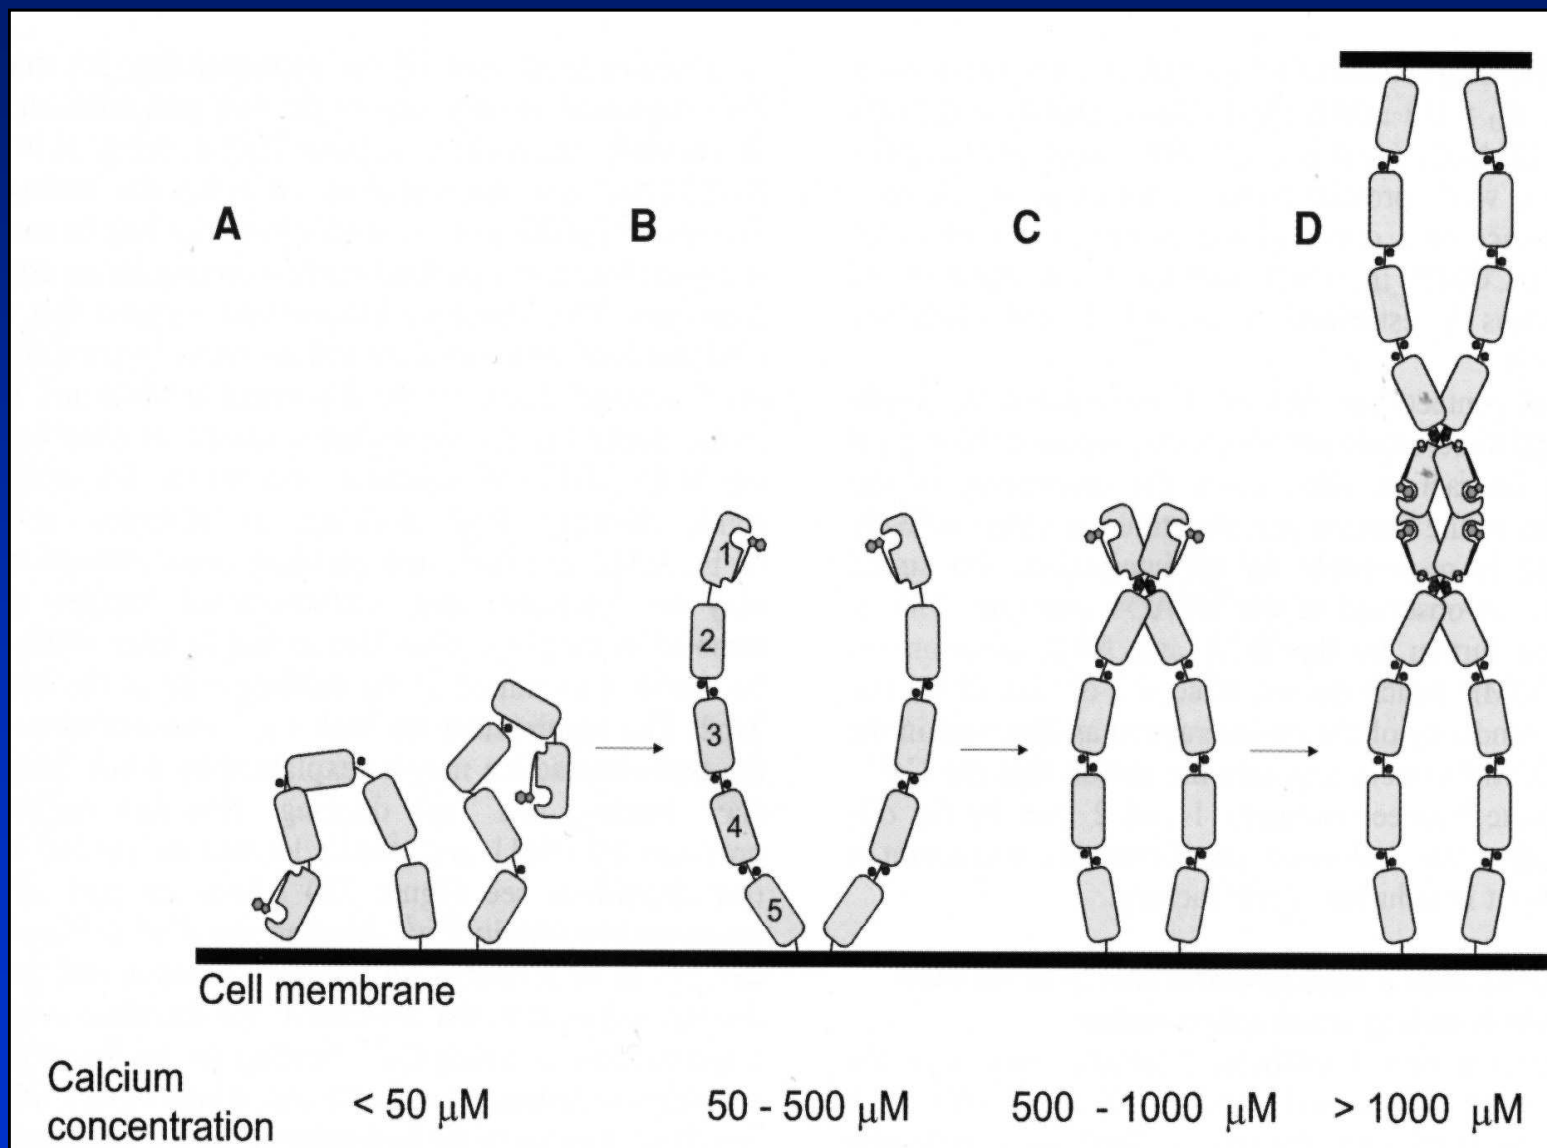 A
B
C
D
1
2
3
4
5
Cell membrane
Calcium
concentration
< 50 μM
50 - 500 μM
500 - 1000 μM
> 1000 μM